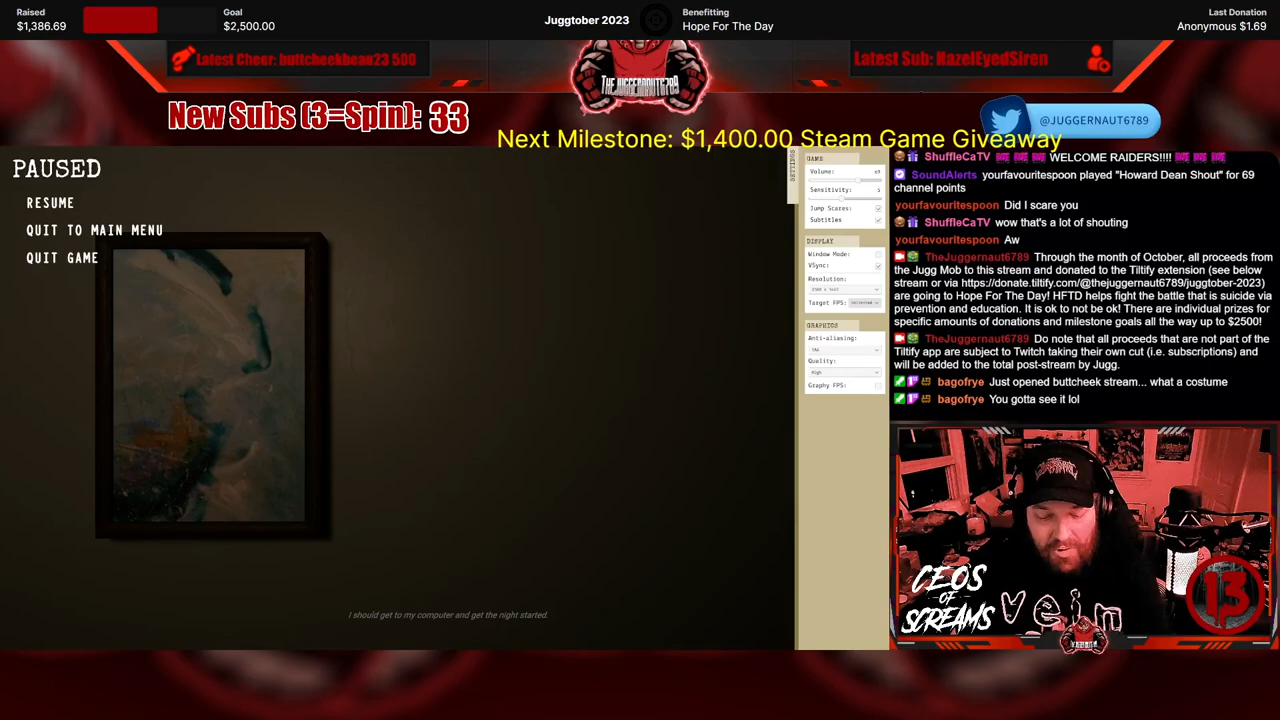 Raised
$1,386.69
Goal
$2,500.00
Juggtober 2023
Benefitting
Hope For The Day
Last Donation
Anonymous $1.69
Latest Cheer: buttcheekbeau23 500
THEJUGGERNAUT6789
Latest Sub: HazelEyedSiren
New Subs (3=Spin): 33
@JUGGERNAUT6789
Next Milestone: $1,400.00 Steam Game Giveaway
PAUSED
RESUME
QUIT TO MAIN MENU
QUIT GAME
I should get to my computer and get the night started.
SETTINGS
GAME
Volume:
Sensitivity: 5
Jump Scares:
Subtitles
DISPLAY
Window Mode:
VSync:
Resolution:
Target FPS:
GRAPHICS
Anti-aliasing:
TAA
Quality:
High
Graphy FPS:
ShuffleCaTV WELCOME RAIDERS!!!!
SoundAlerts yourfavouritespoon played "Howard Dean Shout" for 69
channel points
yourfavouritespoon Did I scare you
ShuffleCaTV wow that's a lot of shouting
yourfavouritespoon Aw
TheJuggernaut6789 Through the month of October, all proceeds from
the Jugg Mob to this stream and donated to the Tiltify extension (see below
stream or via https://donate.tiltify.com/@thejuggernaut6789/juggtober-2023)
are going to Hope For The Day! HFTD helps fight the battle that is suicide via
prevention and education. It is ok to not be ok! There are individual prizes for
specific amounts of donations and milestone goals all the way up to $2500!
TheJuggernaut6789 Do note that all proceeds that are not part of the
Tiltify app are subject to Twitch taking their own cut (i.e. subscriptions) and
will be added to the total post-stream by Jugg.
bagofrye Just opened buttcheek stream... what a costume
bagofrye You gotta see it lol
CEOS
OF
SCREAMS
vein
13